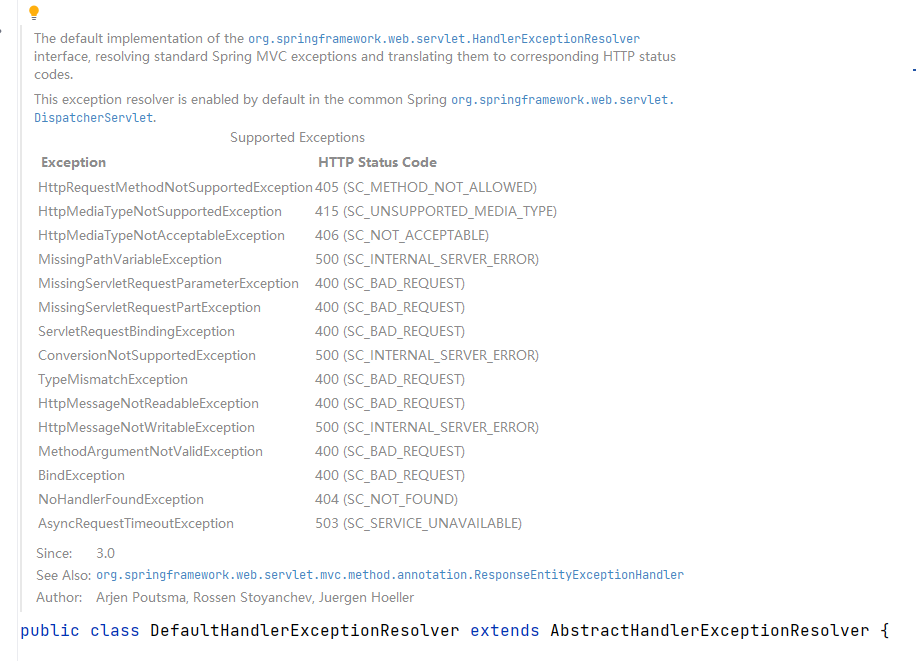 The default implementation of the org.springframework.web.servlet.HandlerExceptionResolver
interface, resolving standard Spring MVC exceptions and translating them to corresponding HTTP status
codes.
This exception resolver is enabled by default in the common Spring org.springframework.web.servlet.
DispatcherServlet.
Supported Exceptions
Exception HTTP Status Code
HttpRequestMethodNotSupportedException 405 (SC_METHOD_NOT_ALLOWED)
HttpMediaTypeNotSupportedException 415 (SC_UNSUPPORTED_MEDIA_TYPE)
HttpMediaTypeNotAcceptableException 406 (SC_NOT_ACCEPTABLE)
MissingPathVariableException 500 (SC_INTERNAL_SERVER_ERROR)
MissingServletRequestParameterException 400 (SC_BAD_REQUEST)
MissingServletRequestPartException 400 (SC_BAD_REQUEST)
ServletRequestBindingException 400 (SC_BAD_REQUEST)
ConversionNotSupportedException 500 (SC_INTERNAL_SERVER_ERROR)
TypeMismatchException 400 (SC_BAD_REQUEST)
HttpMessageNotReadableException 400 (SC_BAD_REQUEST)
HttpMessageNotWritableException 500 (SC_INTERNAL_SERVER_ERROR)
MethodArgumentNotValidException 400 (SC_BAD_REQUEST)
BindException 400 (SC_BAD_REQUEST)
NoHandlerFoundException 404 (SC_NOT_FOUND)
AsyncRequestTimeoutException 503 (SC_SERVICE_UNAVAILABLE)
Since: 3.0
See Also: org.springframework.web.servlet.mvc.method.annotation.ResponseEntityExceptionHandler
Author: Arjen Poutsma, Rossen Stoyanchev, Juergen Hoeller
public class DefaultHandlerExceptionResolver extends AbstractHandlerExceptionResolver {